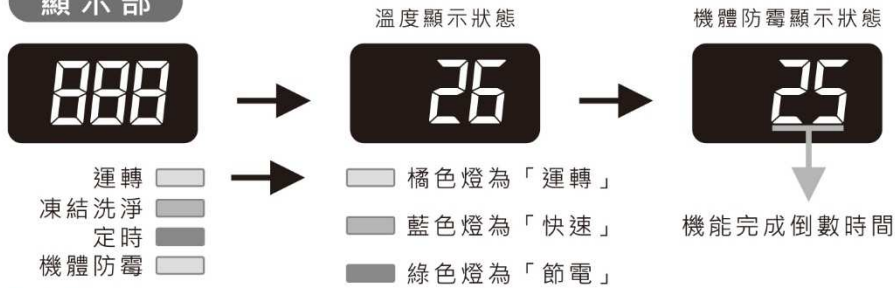 顯示部
溫度顯示狀態
機體防霉顯示狀態
888
26
25
運轉
凍結洗淨
定時
機體防霉
橘色燈為「運轉」
藍色燈為「快速」
綠色燈為「節電」
機能完成倒數時間